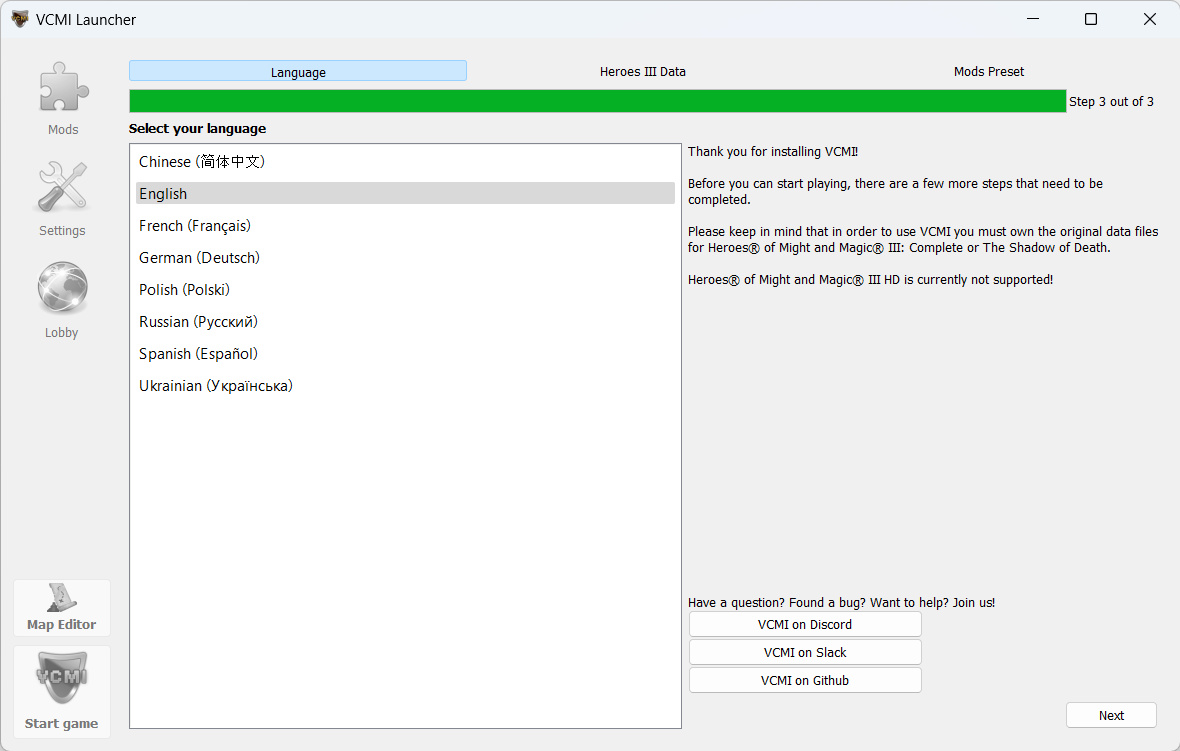 VCMI Launcher
Mods
Settings
Lobby
Map Editor
VCMI
Start game
Language
Heroes III Data
Mods Preset
Step 3 out of 3
Select your language
Chinese (简体中文)
English
French (Français)
German (Deutsch)
Polish (Polski)
Russian (Русский)
Spanish (Español)
Ukrainian (Українська)
Thank you for installing VCMI!
Before you can start playing, there are a few more steps that need to be
completed.
Please keep in mind that in order to use VCMI you must own the original data files
for Heroes® of Might and Magic® III: Complete or The Shadow of Death.
Heroes® of Might and Magic® III HD is currently not supported!
Have a question? Found a bug? Want to help? Join us!
VCMI on Discord
VCMI on Slack
VCMI on Github
Next